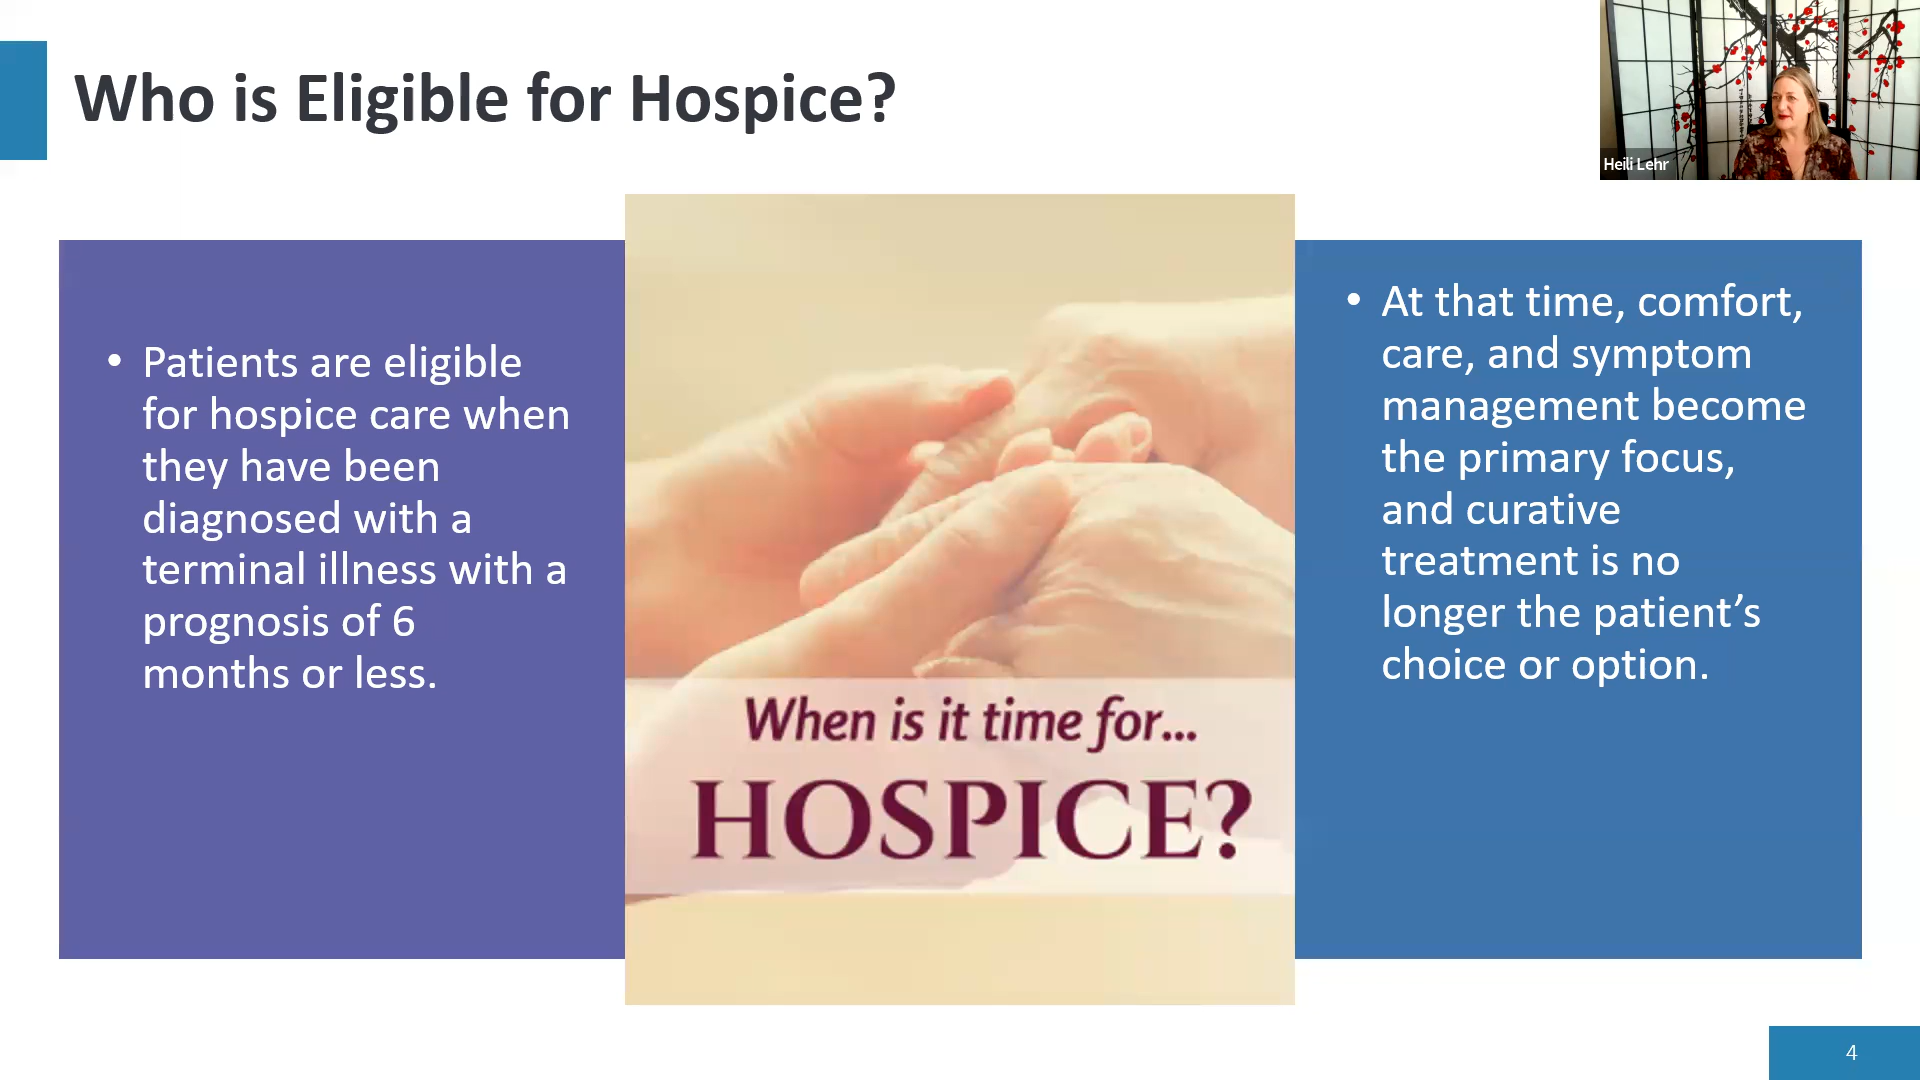 Who is Eligible for Hospice?
Heili Lehr
• Patients are eligible
for hospice care when
they have been
diagnosed with a
terminal illness with a
prognosis of 6
months or less.
When is it time for...
HOSPICE?
• At that time, comfort,
care, and symptom
management become
the primary focus,
and curative
treatment is no
longer the patient’s
choice or option.
4